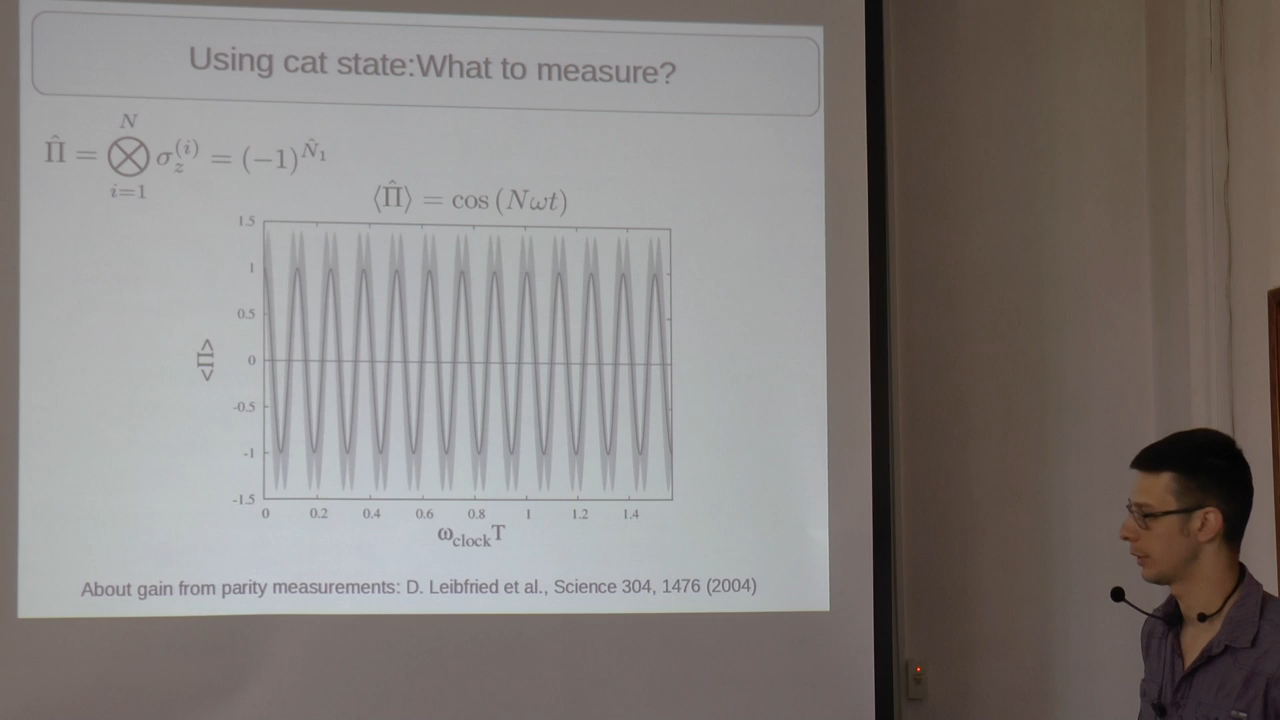 Using cat state:What to measure?
Π̂ = ⨂_{i=1}^{N} σ_z^{(i)} = (−1)^{N̂₁}
⟨Π̂⟩ = cos (Nωt)
1.5
1
0.5
0
-0.5
-1
-1.5
<Π>
0 0.2 0.4 0.6 0.8 1 1.2 1.4
ω_clock T
About gain from parity measurements: D. Leibfried et al., Science 304, 1476 (2004)